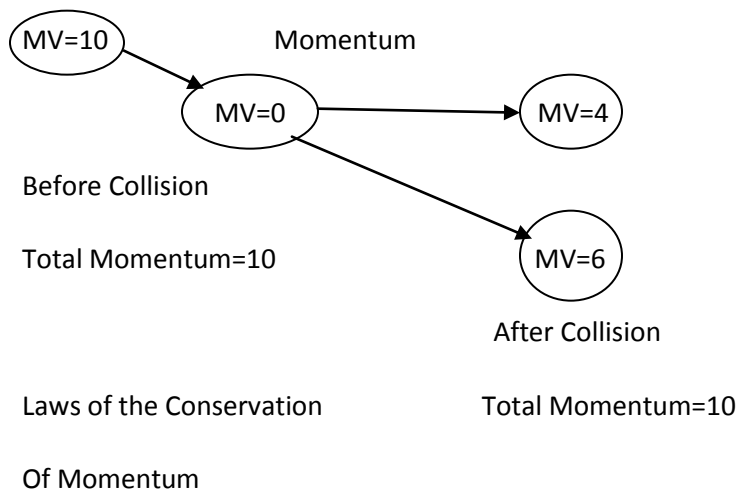 MV=10
Momentum
MV=0
MV=4
Before Collision
Total Momentum=10
MV=6
After Collision
Laws of the Conservation
Total Momentum=10
Of Momentum